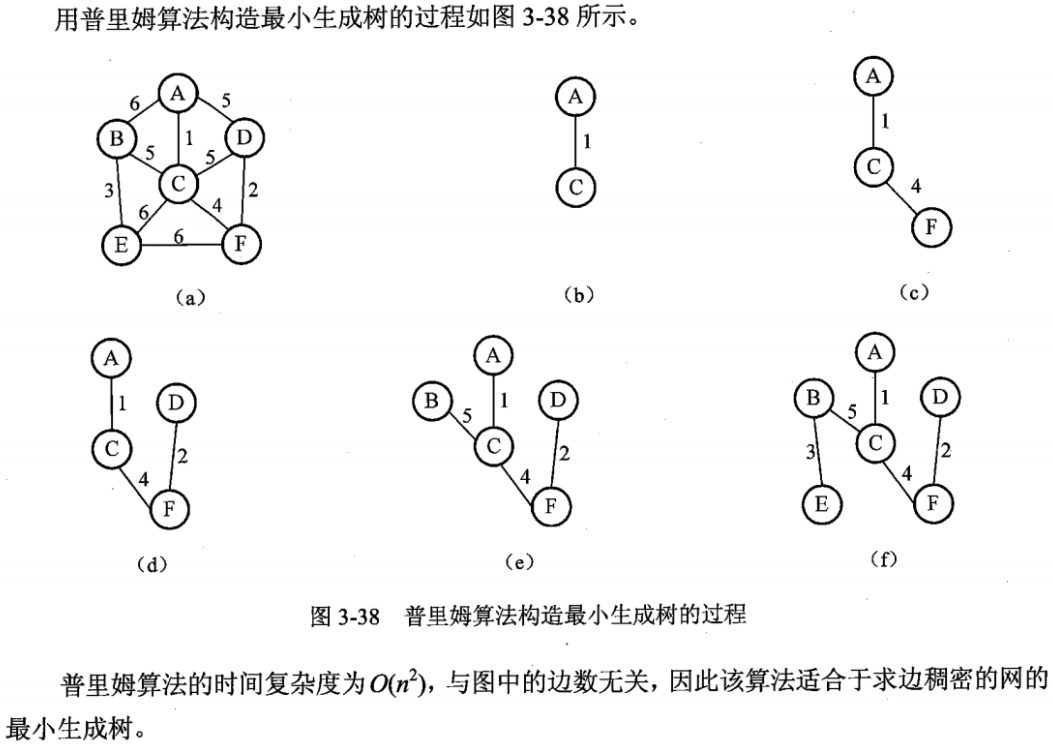 用普里姆算法构造最小生成树的过程如图 3-38 所示。
A
6 5
B 1 D
5 5
C
3 2
6 4
E 6 F
(a)
A
1
C
(b)
A
1
C
4
F
(c)
A
1 D
C
4 2
F
(d)
A
B 1 D
5
C
4 2
F
(e)
A
B 1 D
5
C
3 4 2
E F
(f)
图 3-38 普里姆算法构造最小生成树的过程
普里姆算法的时间复杂度为 O(n²)，与图中的边数无关，因此该算法适合于求边稠密的网的
最小生成树。